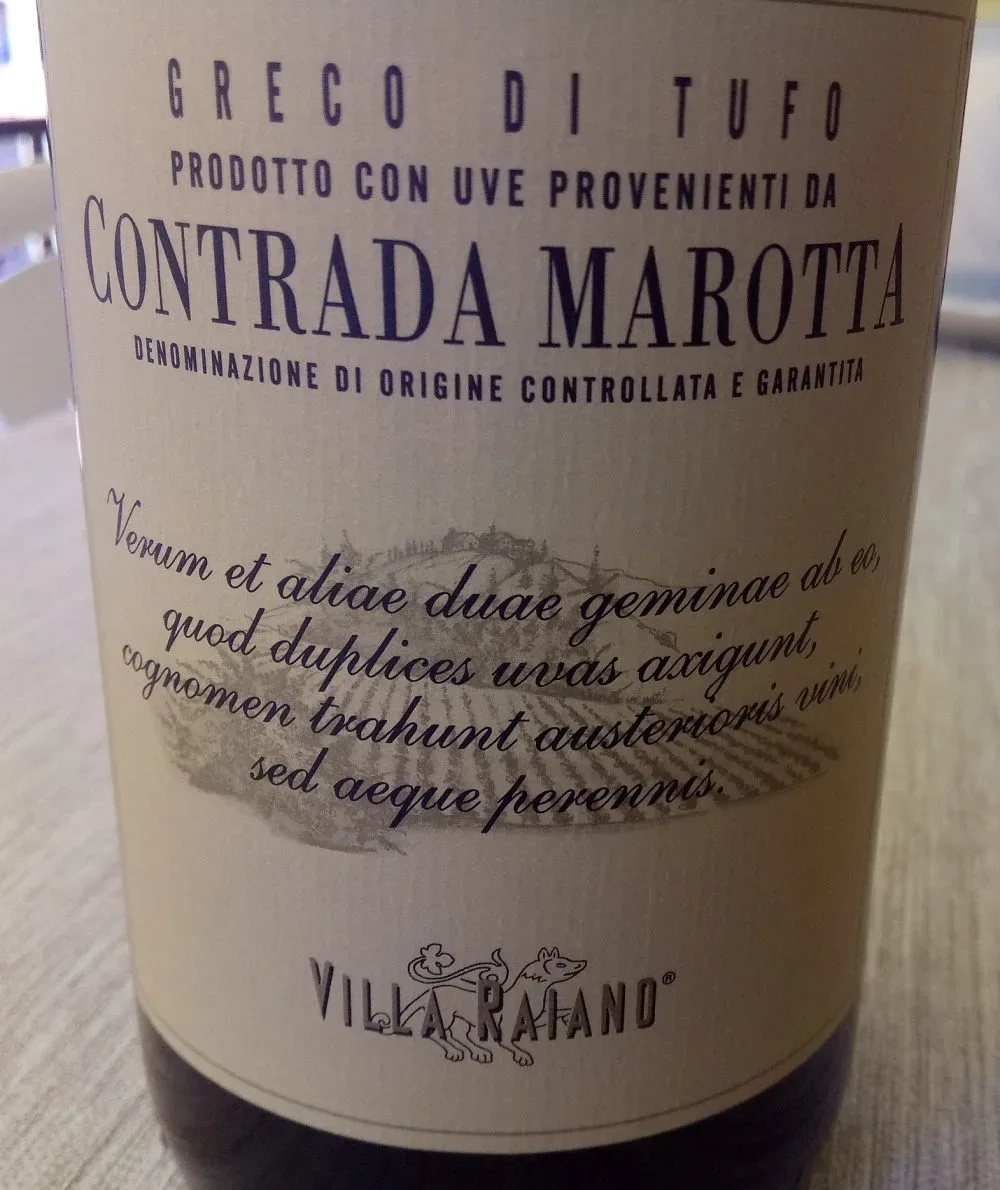 GRECO DI TUFO
PRODOTTO CON UVE PROVENIENTI DA
CONTRADA MAROTTA
DENOMINAZIONE DI ORIGINE CONTROLLATA E GARANTITA
Verum et aliae duae geminae ab eo,
quod duplices uvas axigunt,
cognomen trahunt austerioris vini,
sed aeque perennis.
VILLA RAIANO®